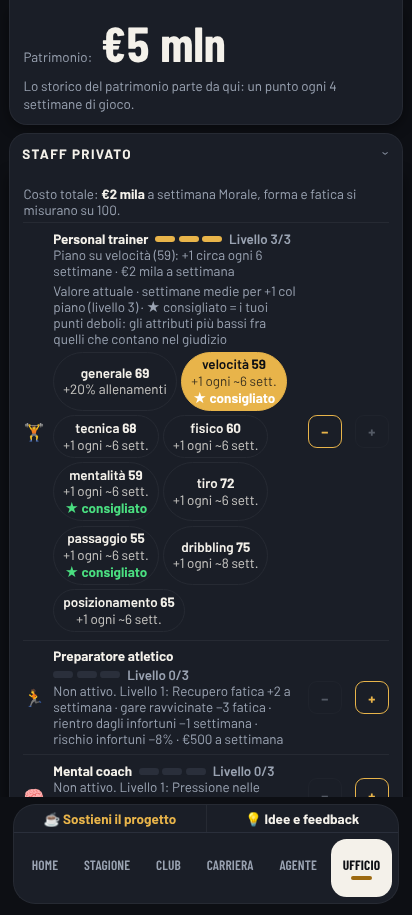 Patrimonio: €5 mln
Lo storico del patrimonio parte da qui: un punto ogni 4
settimane di gioco.
STAFF PRIVATO
Costo totale: €2 mila a settimana Morale, forma e fatica si
misurano su 100.
Personal trainer Livello 3/3
Piano su velocità (59): +1 circa ogni 6
settimane · €2 mila a settimana
Valore attuale · settimane medie per +1 col
piano (livello 3) · ★ consigliato = i tuoi
punti deboli: gli attributi più bassi fra
quelli che contano nel giudizio
generale 69
+20% allenamenti
velocità 59
+1 ogni ~6 sett.
★ consigliato
tecnica 68
+1 ogni ~6 sett.
fisico 60
+1 ogni ~6 sett.
− +
mentalità 59
+1 ogni ~6 sett.
★ consigliato
tiro 72
+1 ogni ~6 sett.
passaggio 55
+1 ogni ~6 sett.
★ consigliato
dribbling 75
+1 ogni ~8 sett.
posizionamento 65
+1 ogni ~6 sett.
Preparatore atletico
Livello 0/3
Non attivo. Livello 1: Recupero fatica +2 a
settimana · gare ravvicinate −3 fatica ·
rientro dagli infortuni −1 settimana ·
rischio infortuni −8% · €500 a settimana
− +
Mental coach Livello 0/3
Non attivo. Livello 1: Pressione nelle
− +
☕ Sostieni il progetto
💡 Idee e feedback
HOME
STAGIONE
CLUB
CARRIERA
AGENTE
UFFICIO